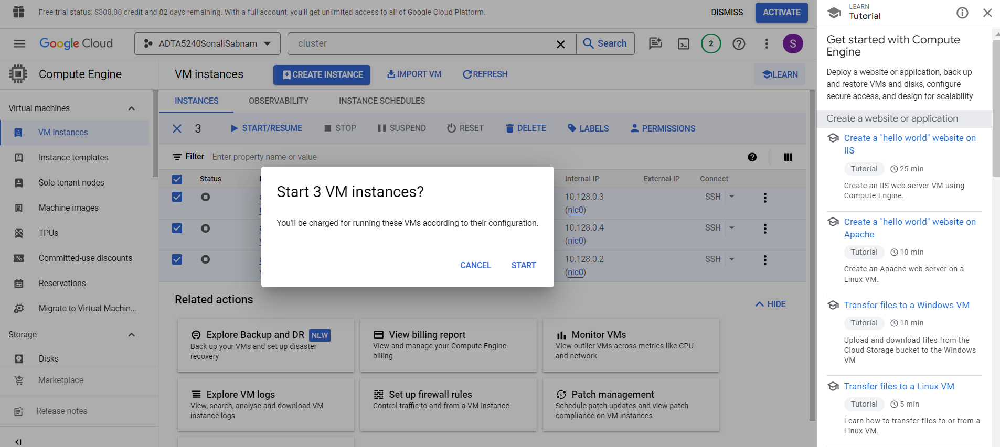 Free trial status: $300.00 credit and 82 days remaining. With a full account, you'll get unlimited access to all of Google Cloud Platform.
DISMISS
ACTIVATE
Google Cloud
ADTA5240SonaliSabnam
cluster
Search
2
S
Compute Engine
VM instances
CREATE INSTANCE
IMPORT VM
REFRESH
LEARN
Virtual machines
VM instances
Instance templates
Sole-tenant nodes
Machine images
TPUs
Committed-use discounts
Reservations
Migrate to Virtual Machin...
Storage
Disks
Marketplace
Release notes
INSTANCES
OBSERVABILITY
INSTANCE SCHEDULES
3
START/RESUME
STOP
SUSPEND
RESET
DELETE
LABELS
PERMISSIONS
Filter
Enter property name or value
Status
Internal IP
External IP
Connect
10.128.0.3
(nic0)
SSH
10.128.0.4
(nic0)
SSH
10.128.0.2
(nic0)
SSH
Start 3 VM instances?
You'll be charged for running these VMs according to their configuration.
CANCEL
START
Related actions
HIDE
Explore Backup and DR NEW
Back up your VMs and set up disaster
recovery
View billing report
View and manage your Compute Engine
billing
Monitor VMs
View outlier VMs across metrics like CPU
and network
Explore VM logs
View, search, analyse and download VM
instance logs
Set up firewall rules
Control traffic to and from a VM instance
Patch management
Schedule patch updates and view patch
compliance on VM instances
LEARN
Tutorial
Get started with Compute
Engine
Deploy a website or application, back up
and restore VMs and disks, configure
secure access, and design for scalability
Create a website or application
Create a "hello world" website on
IIS
Tutorial
25 min
Create an IIS web server VM using
Compute Engine.
Create a "hello world" website on
Apache
Tutorial
10 min
Create an Apache web server on a
Linux VM.
Transfer files to a Windows VM
Tutorial
10 min
Upload and download files from the
Cloud Storage bucket to the Windows
VM
Transfer files to a Linux VM
Tutorial
5 min
Learn how to transfer files to or from a
Linux VM.